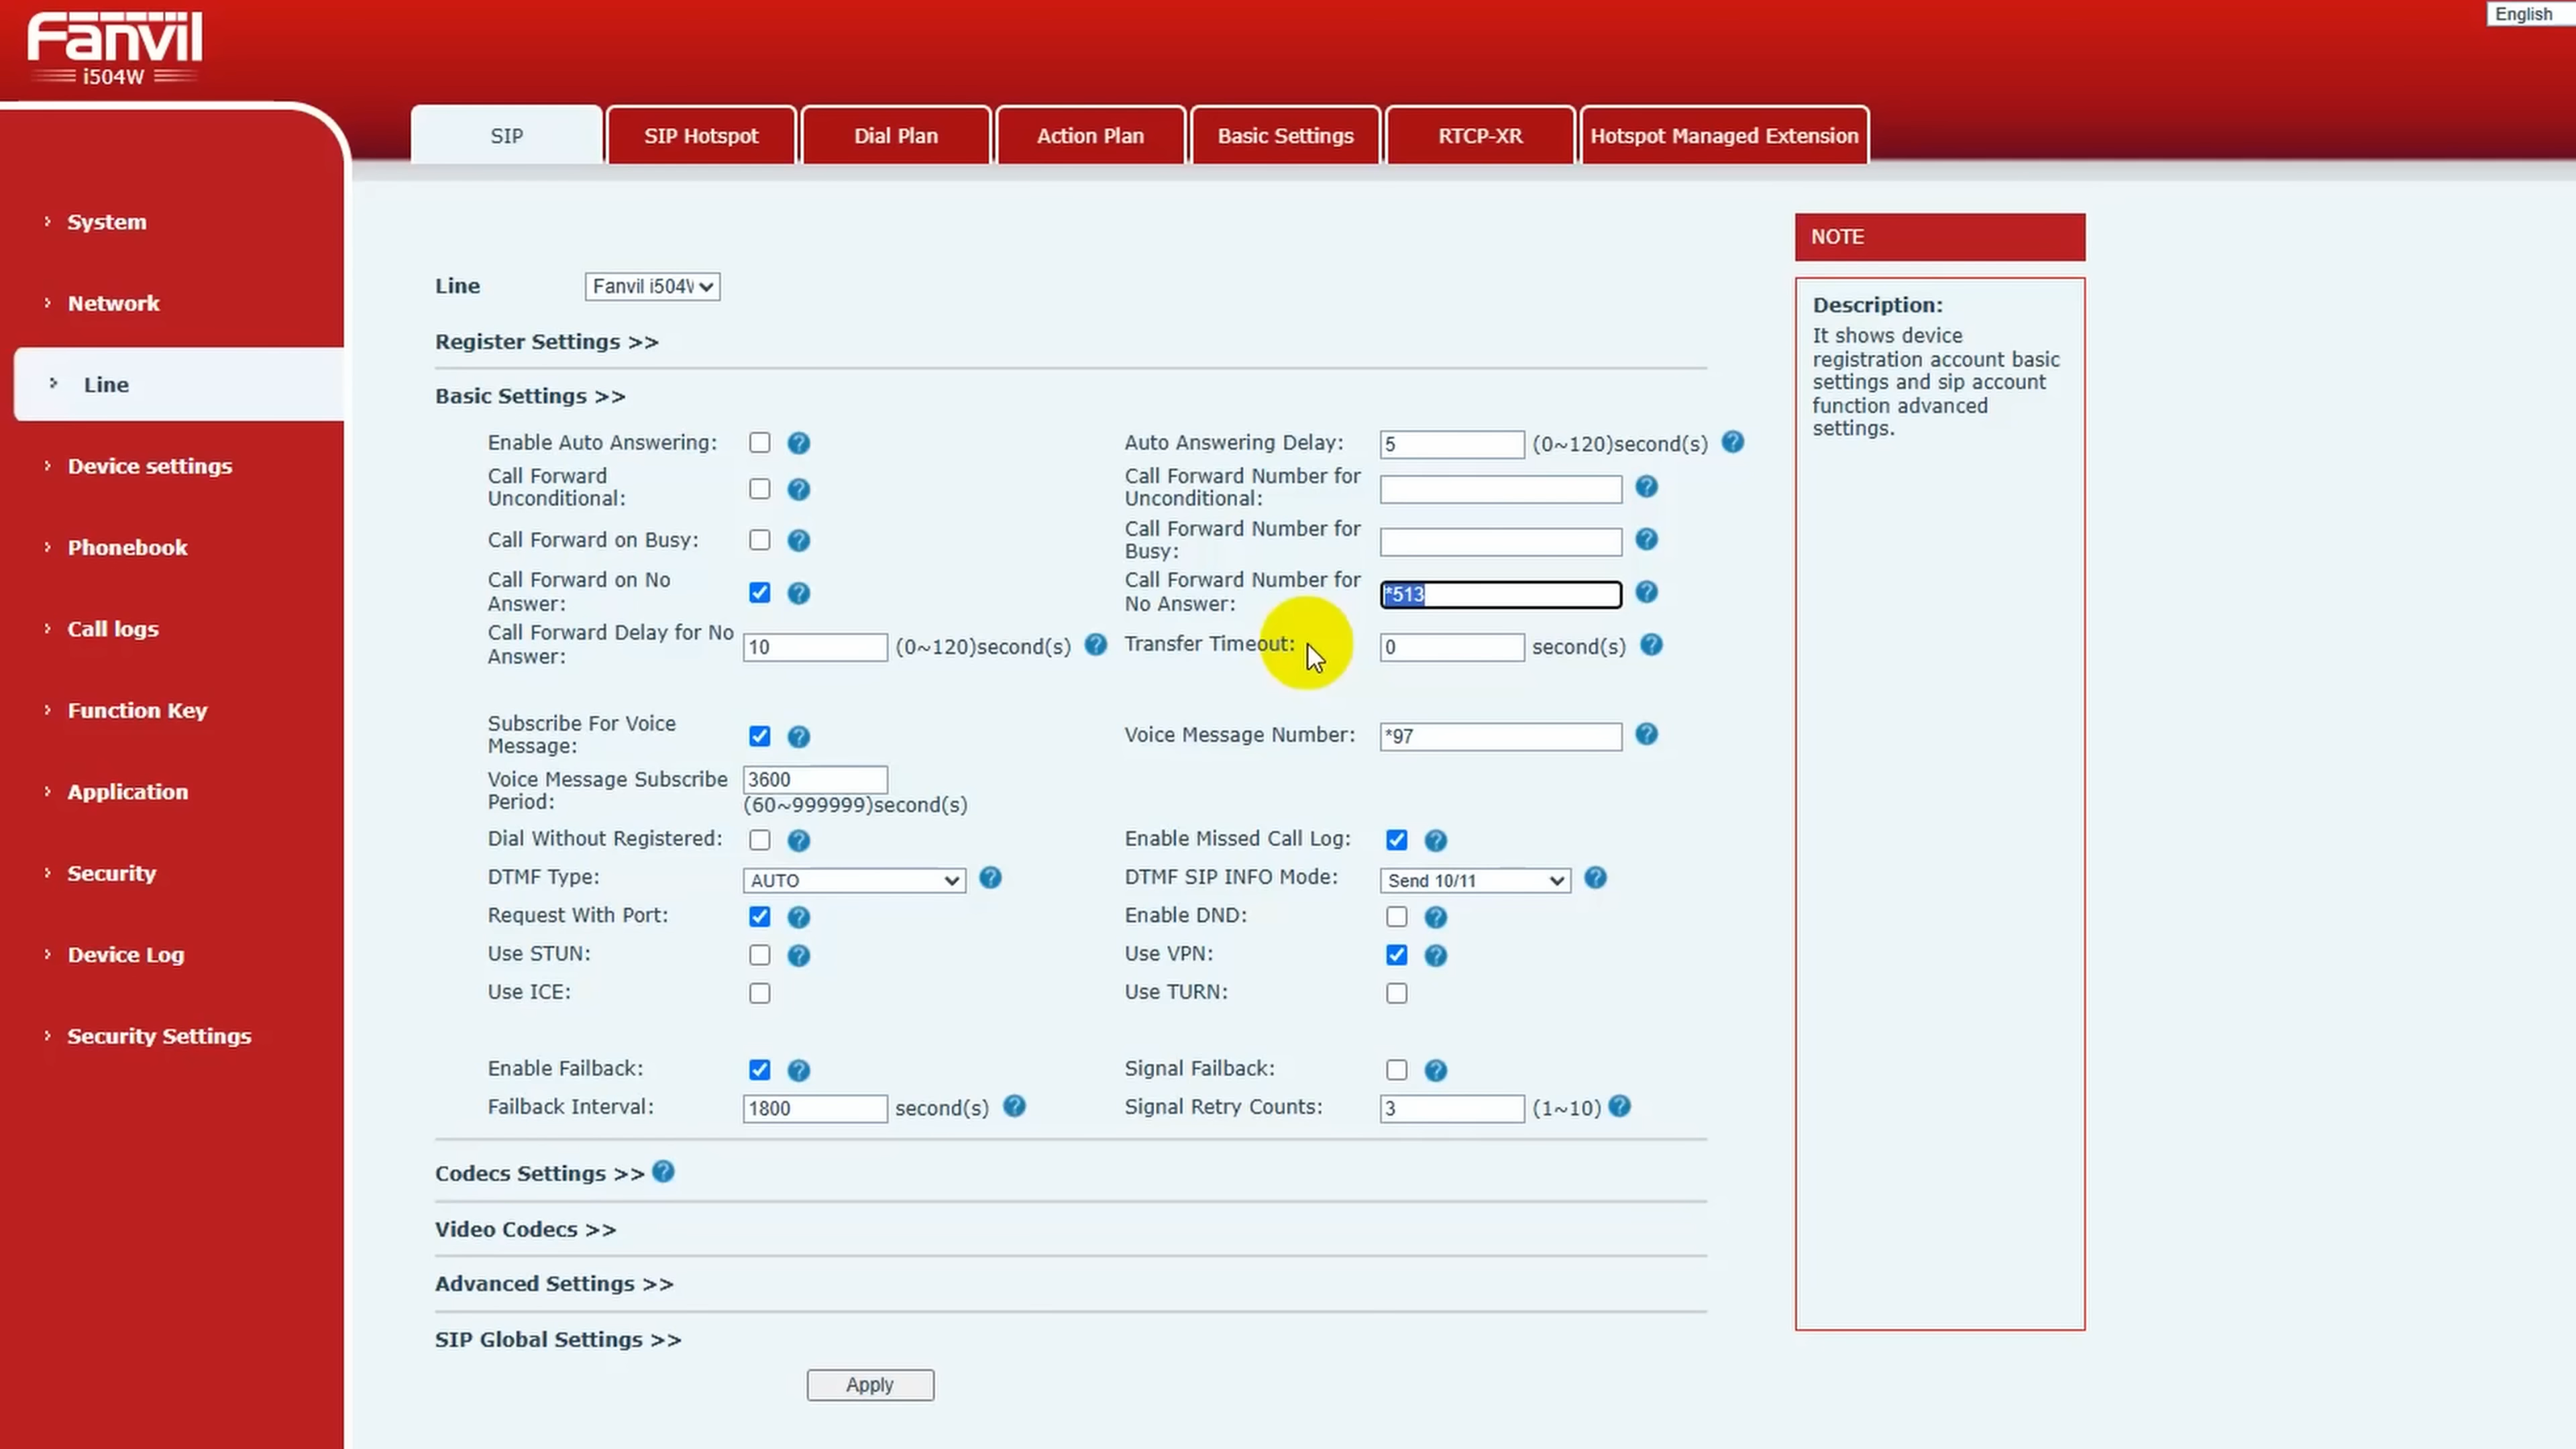 Fanvil
i504W
English
SIP
SIP Hotspot
Dial Plan
Action Plan
Basic Settings
RTCP-XR
Hotspot Managed Extension
System
Network
Line
Device settings
Phonebook
Call logs
Function Key
Application
Security
Device Log
Security Settings
Line Fanvil i504W
Register Settings >>
Basic Settings >>
Enable Auto Answering: ?
Auto Answering Delay: 5 (0~120)second(s) ?
Call Forward
Unconditional: ?
Call Forward Number for
Unconditional: ?
Call Forward on Busy: ?
Call Forward Number for
Busy: ?
Call Forward on No
Answer: ?
Call Forward Number for
No Answer: *513 ?
Call Forward Delay for No
Answer: 10 (0~120)second(s) ?
Transfer Timeout: 0 second(s) ?
Subscribe For Voice
Message: ?
Voice Message Number: *97 ?
Voice Message Subscribe
Period: 3600
(60~999999)second(s)
Dial Without Registered: ?
Enable Missed Call Log: ?
DTMF Type: AUTO ?
DTMF SIP INFO Mode: Send 10/11 ?
Request With Port: ?
Enable DND: ?
Use STUN: ?
Use VPN: ?
Use ICE:
Use TURN:
Enable Failback: ?
Signal Failback: ?
Failback Interval: 1800 second(s) ?
Signal Retry Counts: 3 (1~10) ?
Codecs Settings >> ?
Video Codecs >>
Advanced Settings >>
SIP Global Settings >>
Apply
NOTE
Description:
It shows device
registration account basic
settings and sip account
function advanced
settings.